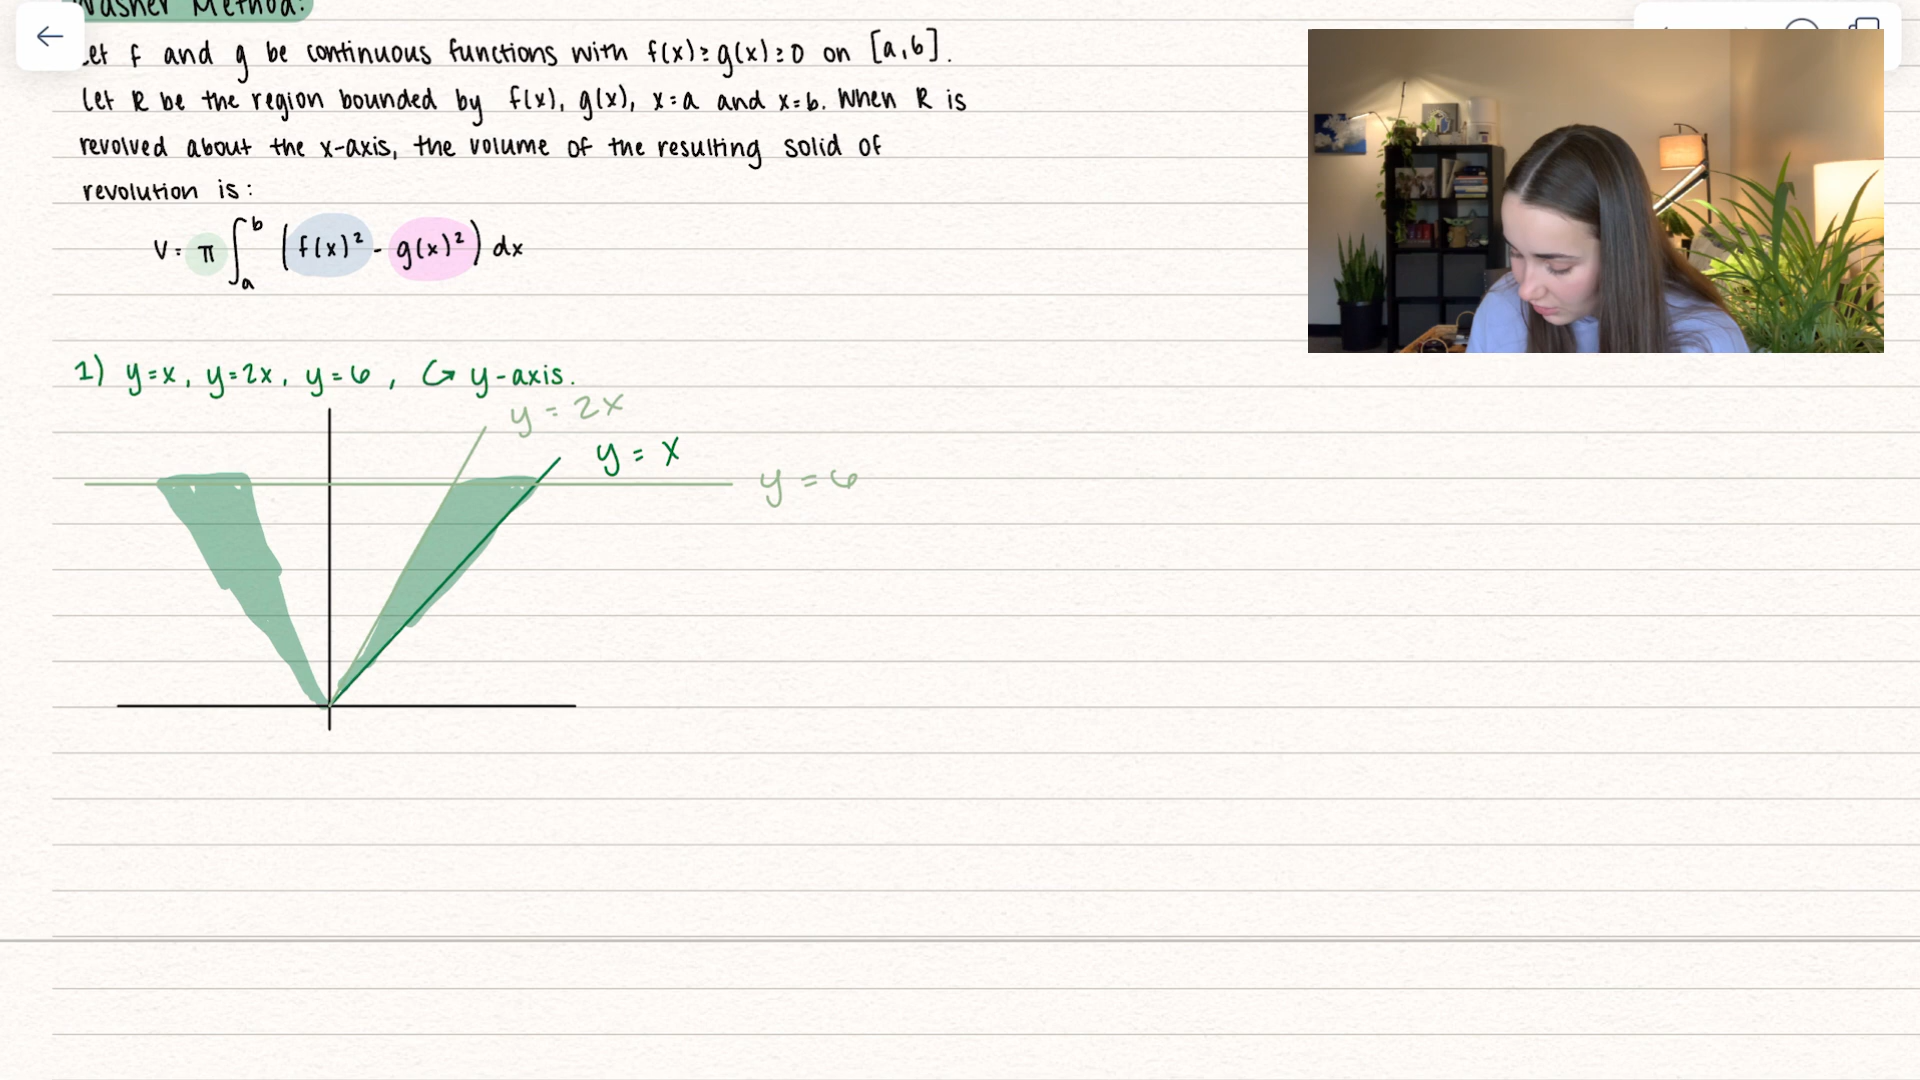 Washer Method:
Let f and g be continuous functions with f(x)≥g(x)≥0 on [a,b].
Let R be the region bounded by f(x), g(x), x=a and x=b. When R is
revolved about the x-axis, the volume of the resulting solid of
revolution is:
V= π ∫_a^b (f(x)² - g(x)²) dx
1) y=x, y=2x, y=6, ↻ y-axis.
y = 2x
y = x
y = 6